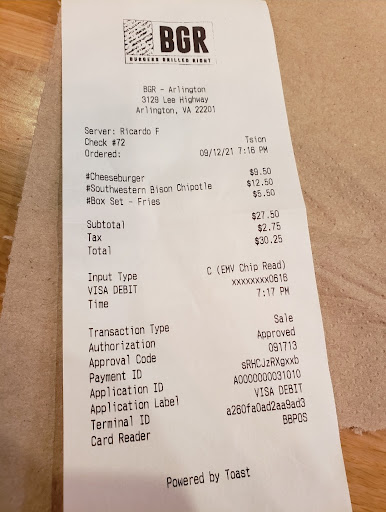 BGR
BURGERS GRILLED RIGHT
BGR - Arlington
3129 Lee Highway
Arlington, VA 22201
Server: Ricardo F
Check #72 Tsion
Ordered: 09/12/21 7:16 PM
#Cheeseburger $9.50
#Southwestern Bison Chipotle $12.50
#Box Set - Fries $5.50
Subtotal $27.50
Tax $2.75
Total $30.25
Input Type C (EMV Chip Read)
VISA DEBIT xxxxxxxx0616
Time 7:17 PM
Transaction Type Sale
Authorization Approved
Approval Code 091713
Payment ID sRHCJzRXgxxb
Application ID A0000000031010
Application Label VISA DEBIT
Terminal ID a260fa0ad2aa9ad3
Card Reader BBPOS
Powered by Toast